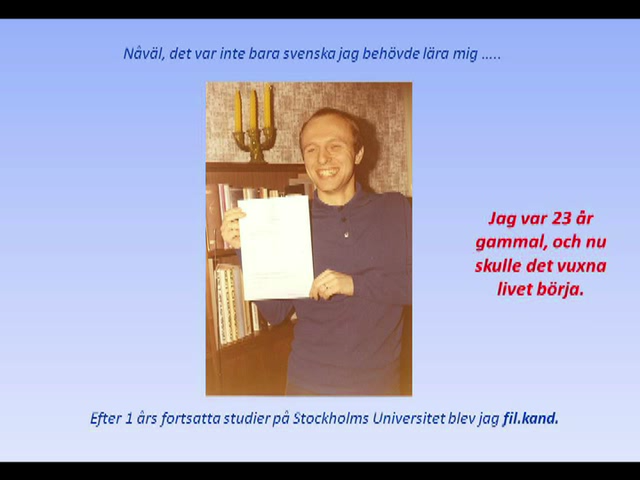 Nåväl, det var inte bara svenska jag behövde lära mig .....
Jag var 23 år
gammal, och nu
skulle det vuxna
livet börja.
Efter 1 års fortsatta studier på Stockholms Universitet blev jag fil.kand.